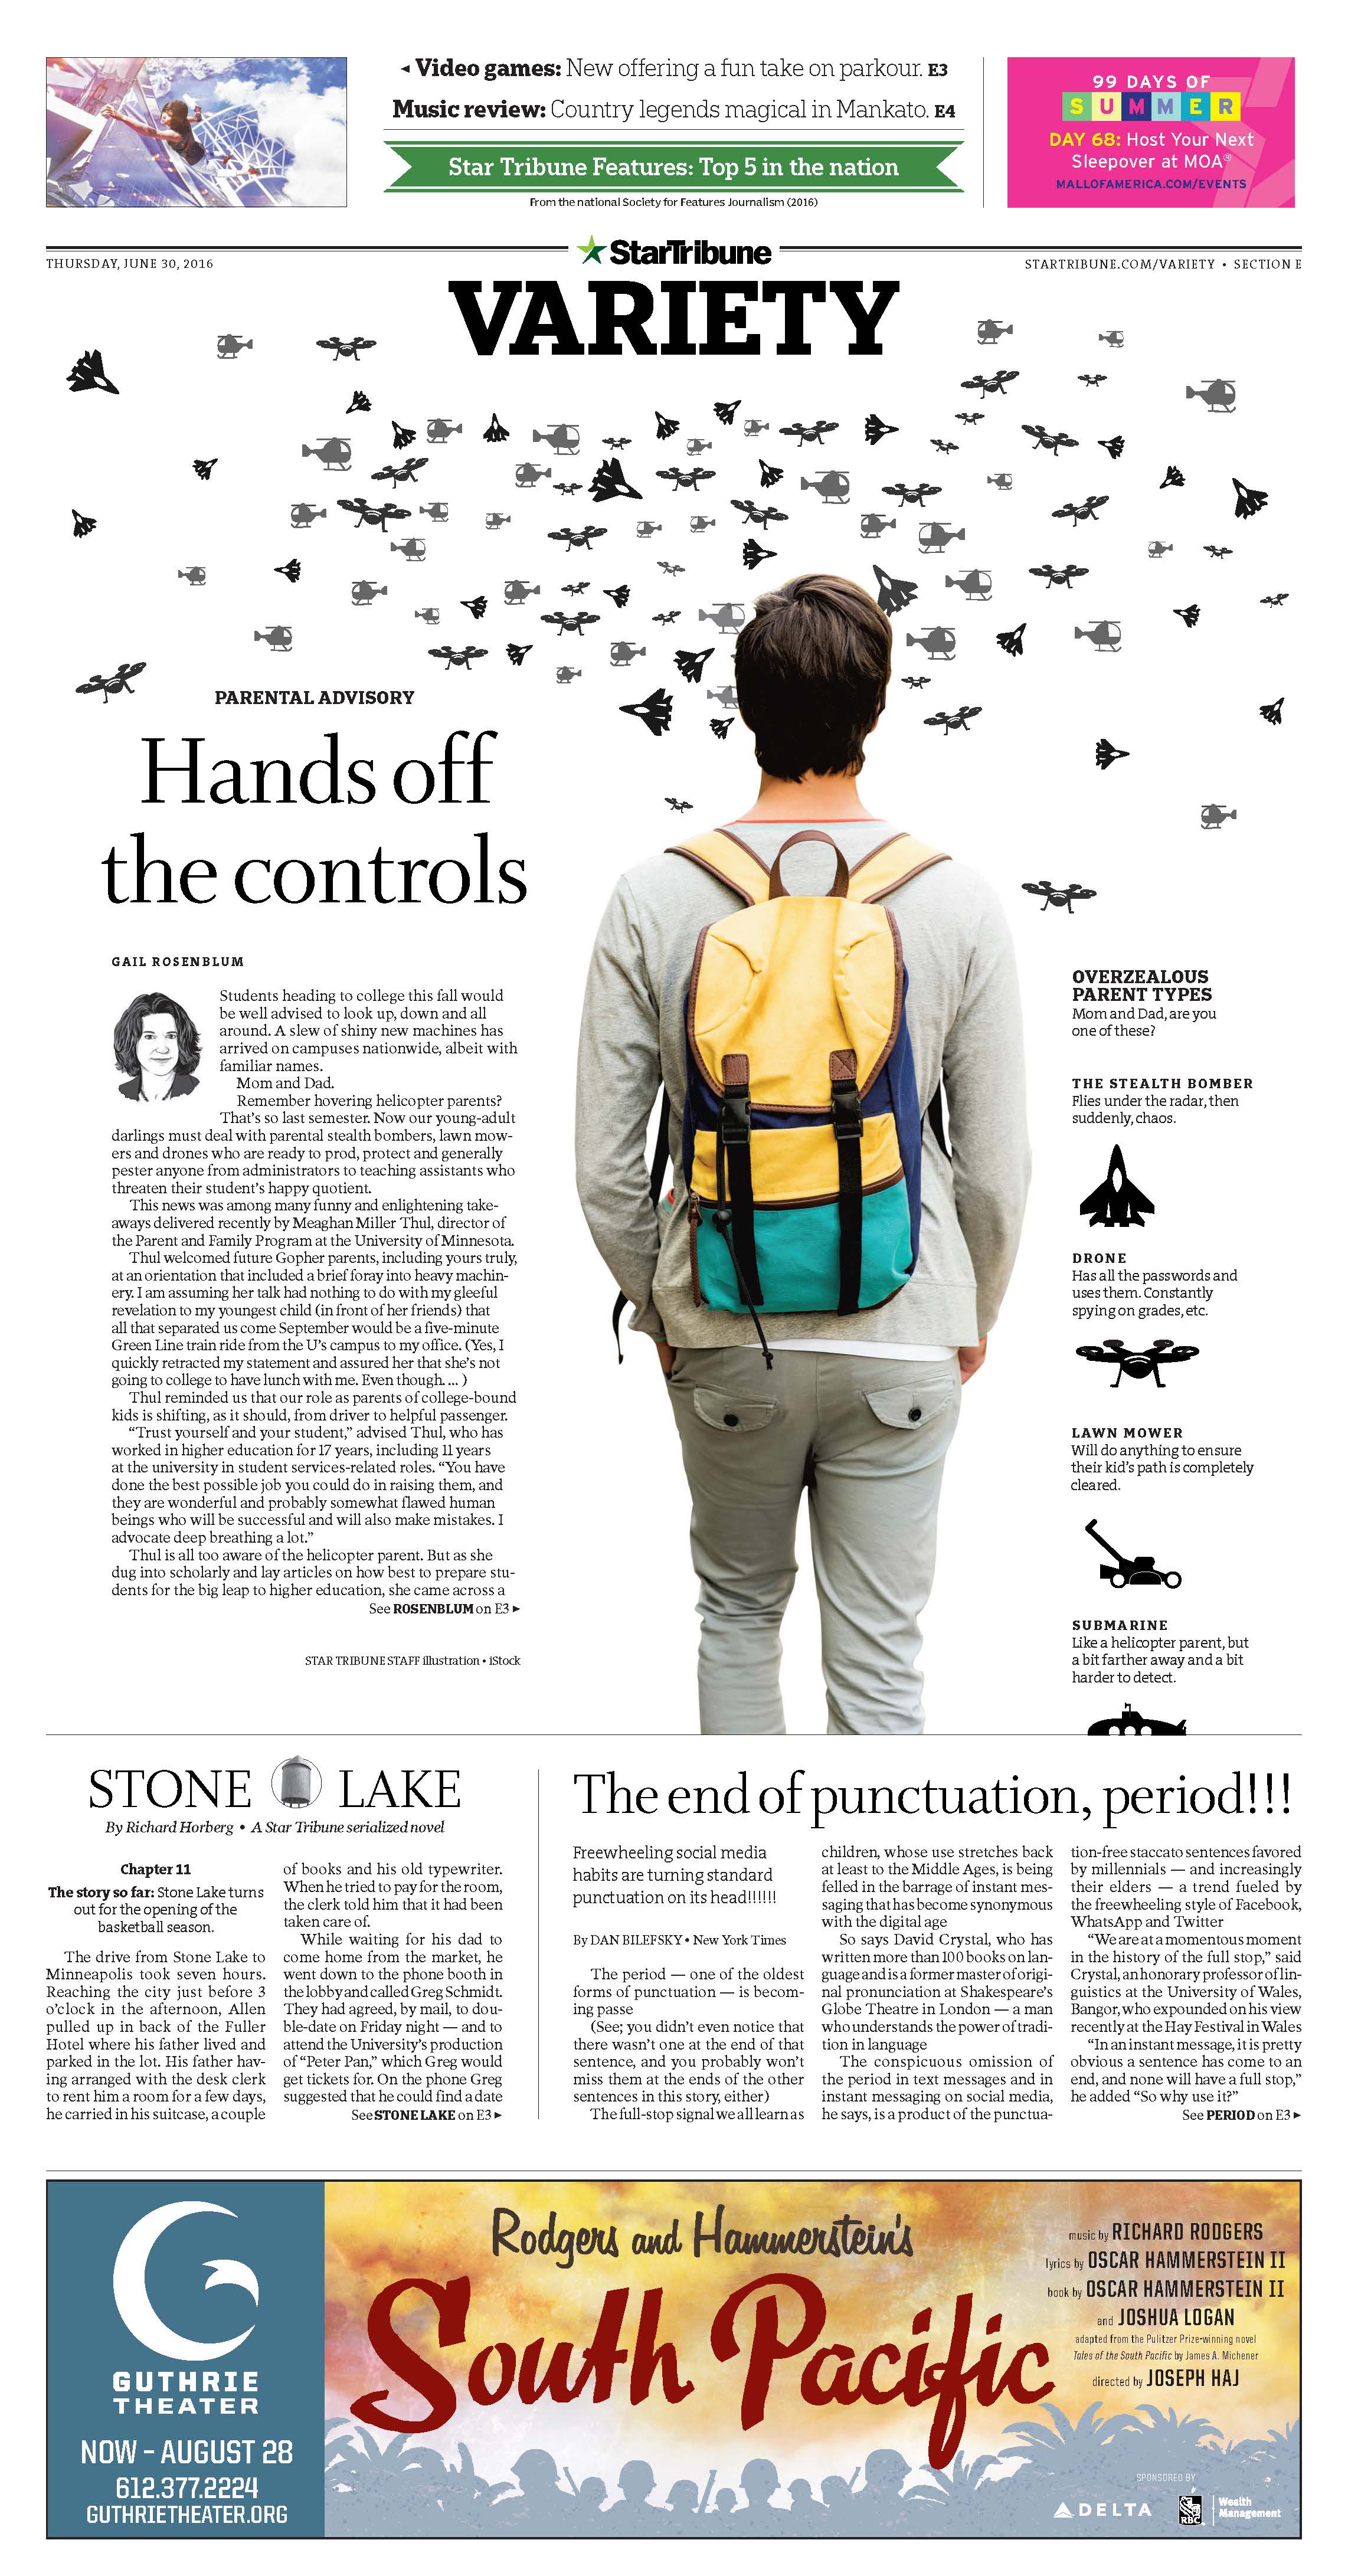 ◄ Video games: New offering a fun take on parkour. E3
Music review: Country legends magical in Mankato. E4
Star Tribune Features: Top 5 in the nation
From the national Society for Features Journalism (2016)
99 DAYS OF
SUMMER
DAY 68: Host Your Next
Sleepover at MOA®
MALLOFAMERICA.COM/EVENTS
StarTribune
THURSDAY, JUNE 30, 2016
STARTRIBUNE.COM/VARIETY • SECTION E
VARIETY
PARENTAL ADVISORY
Hands off
the controls
GAIL ROSENBLUM
Students heading to college this fall would
be well advised to look up, down and all
around. A slew of shiny new machines has
arrived on campuses nationwide, albeit with
familiar names.
Mom and Dad.
Remember hovering helicopter parents?
That's so last semester. Now our young-adult
darlings must deal with parental stealth bombers, lawn mow-
ers and drones who are ready to prod, protect and generally
pester anyone from administrators to teaching assistants who
threaten their student's happy quotient.
This news was among many funny and enlightening take-
aways delivered recently by Meaghan Miller Thul, director of
the Parent and Family Program at the University of Minnesota.
Thul welcomed future Gopher parents, including yours truly,
at an orientation that included a brief foray into heavy machin-
ery. I am assuming her talk had nothing to do with my gleeful
revelation to my youngest child (in front of her friends) that
all that separated us come September would be a five-minute
Green Line train ride from the U's campus to my office. (Yes, I
quickly retracted my statement and assured her that she's not
going to college to have lunch with me. Even though. ... )
Thul reminded us that our role as parents of college-bound
kids is shifting, as it should, from driver to helpful passenger.
“Trust yourself and your student,” advised Thul, who has
worked in higher education for 17 years, including 11 years
at the university in student services-related roles. “You have
done the best possible job you could do in raising them, and
they are wonderful and probably somewhat flawed human
beings who will be successful and will also make mistakes. I
advocate deep breathing a lot.”
Thul is all too aware of the helicopter parent. But as she
dug into scholarly and lay articles on how best to prepare stu-
dents for the big leap to higher education, she came across a
See ROSENBLUM on E3 ►
STAR TRIBUNE STAFF illustration • iStock
OVERZEALOUS
PARENT TYPES
Mom and Dad, are you
one of these?
THE STEALTH BOMBER
Flies under the radar, then
suddenly, chaos.
DRONE
Has all the passwords and
uses them. Constantly
spying on grades, etc.
LAWN MOWER
Will do anything to ensure
their kid's path is completely
cleared.
SUBMARINE
Like a helicopter parent, but
a bit farther away and a bit
harder to detect.
STONE LAKE
By Richard Horberg • A Star Tribune serialized novel
Chapter 11
The story so far: Stone Lake turns
out for the opening of the
basketball season.
The drive from Stone Lake to
Minneapolis took seven hours.
Reaching the city just before 3
o'clock in the afternoon, Allen
pulled up in back of the Fuller
Hotel where his father lived and
parked in the lot. His father hav-
ing arranged with the desk clerk
to rent him a room for a few days,
he carried in his suitcase, a couple
of books and his old typewriter.
When he tried to pay for the room,
the clerk told him that it had been
taken care of.
While waiting for his dad to
come home from the market, he
went down to the phone booth in
the lobby and called Greg Schmidt.
They had agreed, by mail, to dou-
ble-date on Friday night — and to
attend the University's production
of “Peter Pan,” which Greg would
get tickets for. On the phone Greg
suggested that he could find a date
See STONE LAKE on E3 ►
The end of punctuation, period!!!
Freewheeling social media
habits are turning standard
punctuation on its head!!!!!!
By DAN BILEFSKY • New York Times
The period — one of the oldest
forms of punctuation — is becom-
ing passe
(See; you didn't even notice that
there wasn't one at the end of that
sentence, and you probably won't
miss them at the ends of the other
sentences in this story, either)
The full-stop signal we all learn as
children, whose use stretches back
at least to the Middle Ages, is being
felled in the barrage of instant mes-
saging that has become synonymous
with the digital age
So says David Crystal, who has
written more than 100 books on lan-
guage and is a former master of origi-
nal pronunciation at Shakespeare's
Globe Theatre in London — a man
who understands the power of tradi-
tion in language
The conspicuous omission of
the period in text messages and in
instant messaging on social media,
he says, is a product of the punctua-
tion-free staccato sentences favored
by millennials — and increasingly
their elders — a trend fueled by
the freewheeling style of Facebook,
WhatsApp and Twitter
“We are at a momentous moment
in the history of the full stop,” said
Crystal, an honorary professor of lin-
guistics at the University of Wales,
Bangor, who expounded on his view
recently at the Hay Festival in Wales
“In an instant message, it is pretty
obvious a sentence has come to an
end, and none will have a full stop,”
he added “So why use it?”
See PERIOD on E3 ►
GUTHRIE
THEATER
NOW - AUGUST 28
612.377.2224
GUTHRIETHEATER.ORG
Rodgers and Hammerstein's
South Pacific
music by RICHARD RODGERS
lyrics by OSCAR HAMMERSTEIN II
book by OSCAR HAMMERSTEIN II
and JOSHUA LOGAN
adapted from the Pulitzer Prize-winning novel
Tales of the South Pacific by James A. Michener
directed by JOSEPH HAJ
SPONSORED BY
DELTA
RBC
Wealth
Management